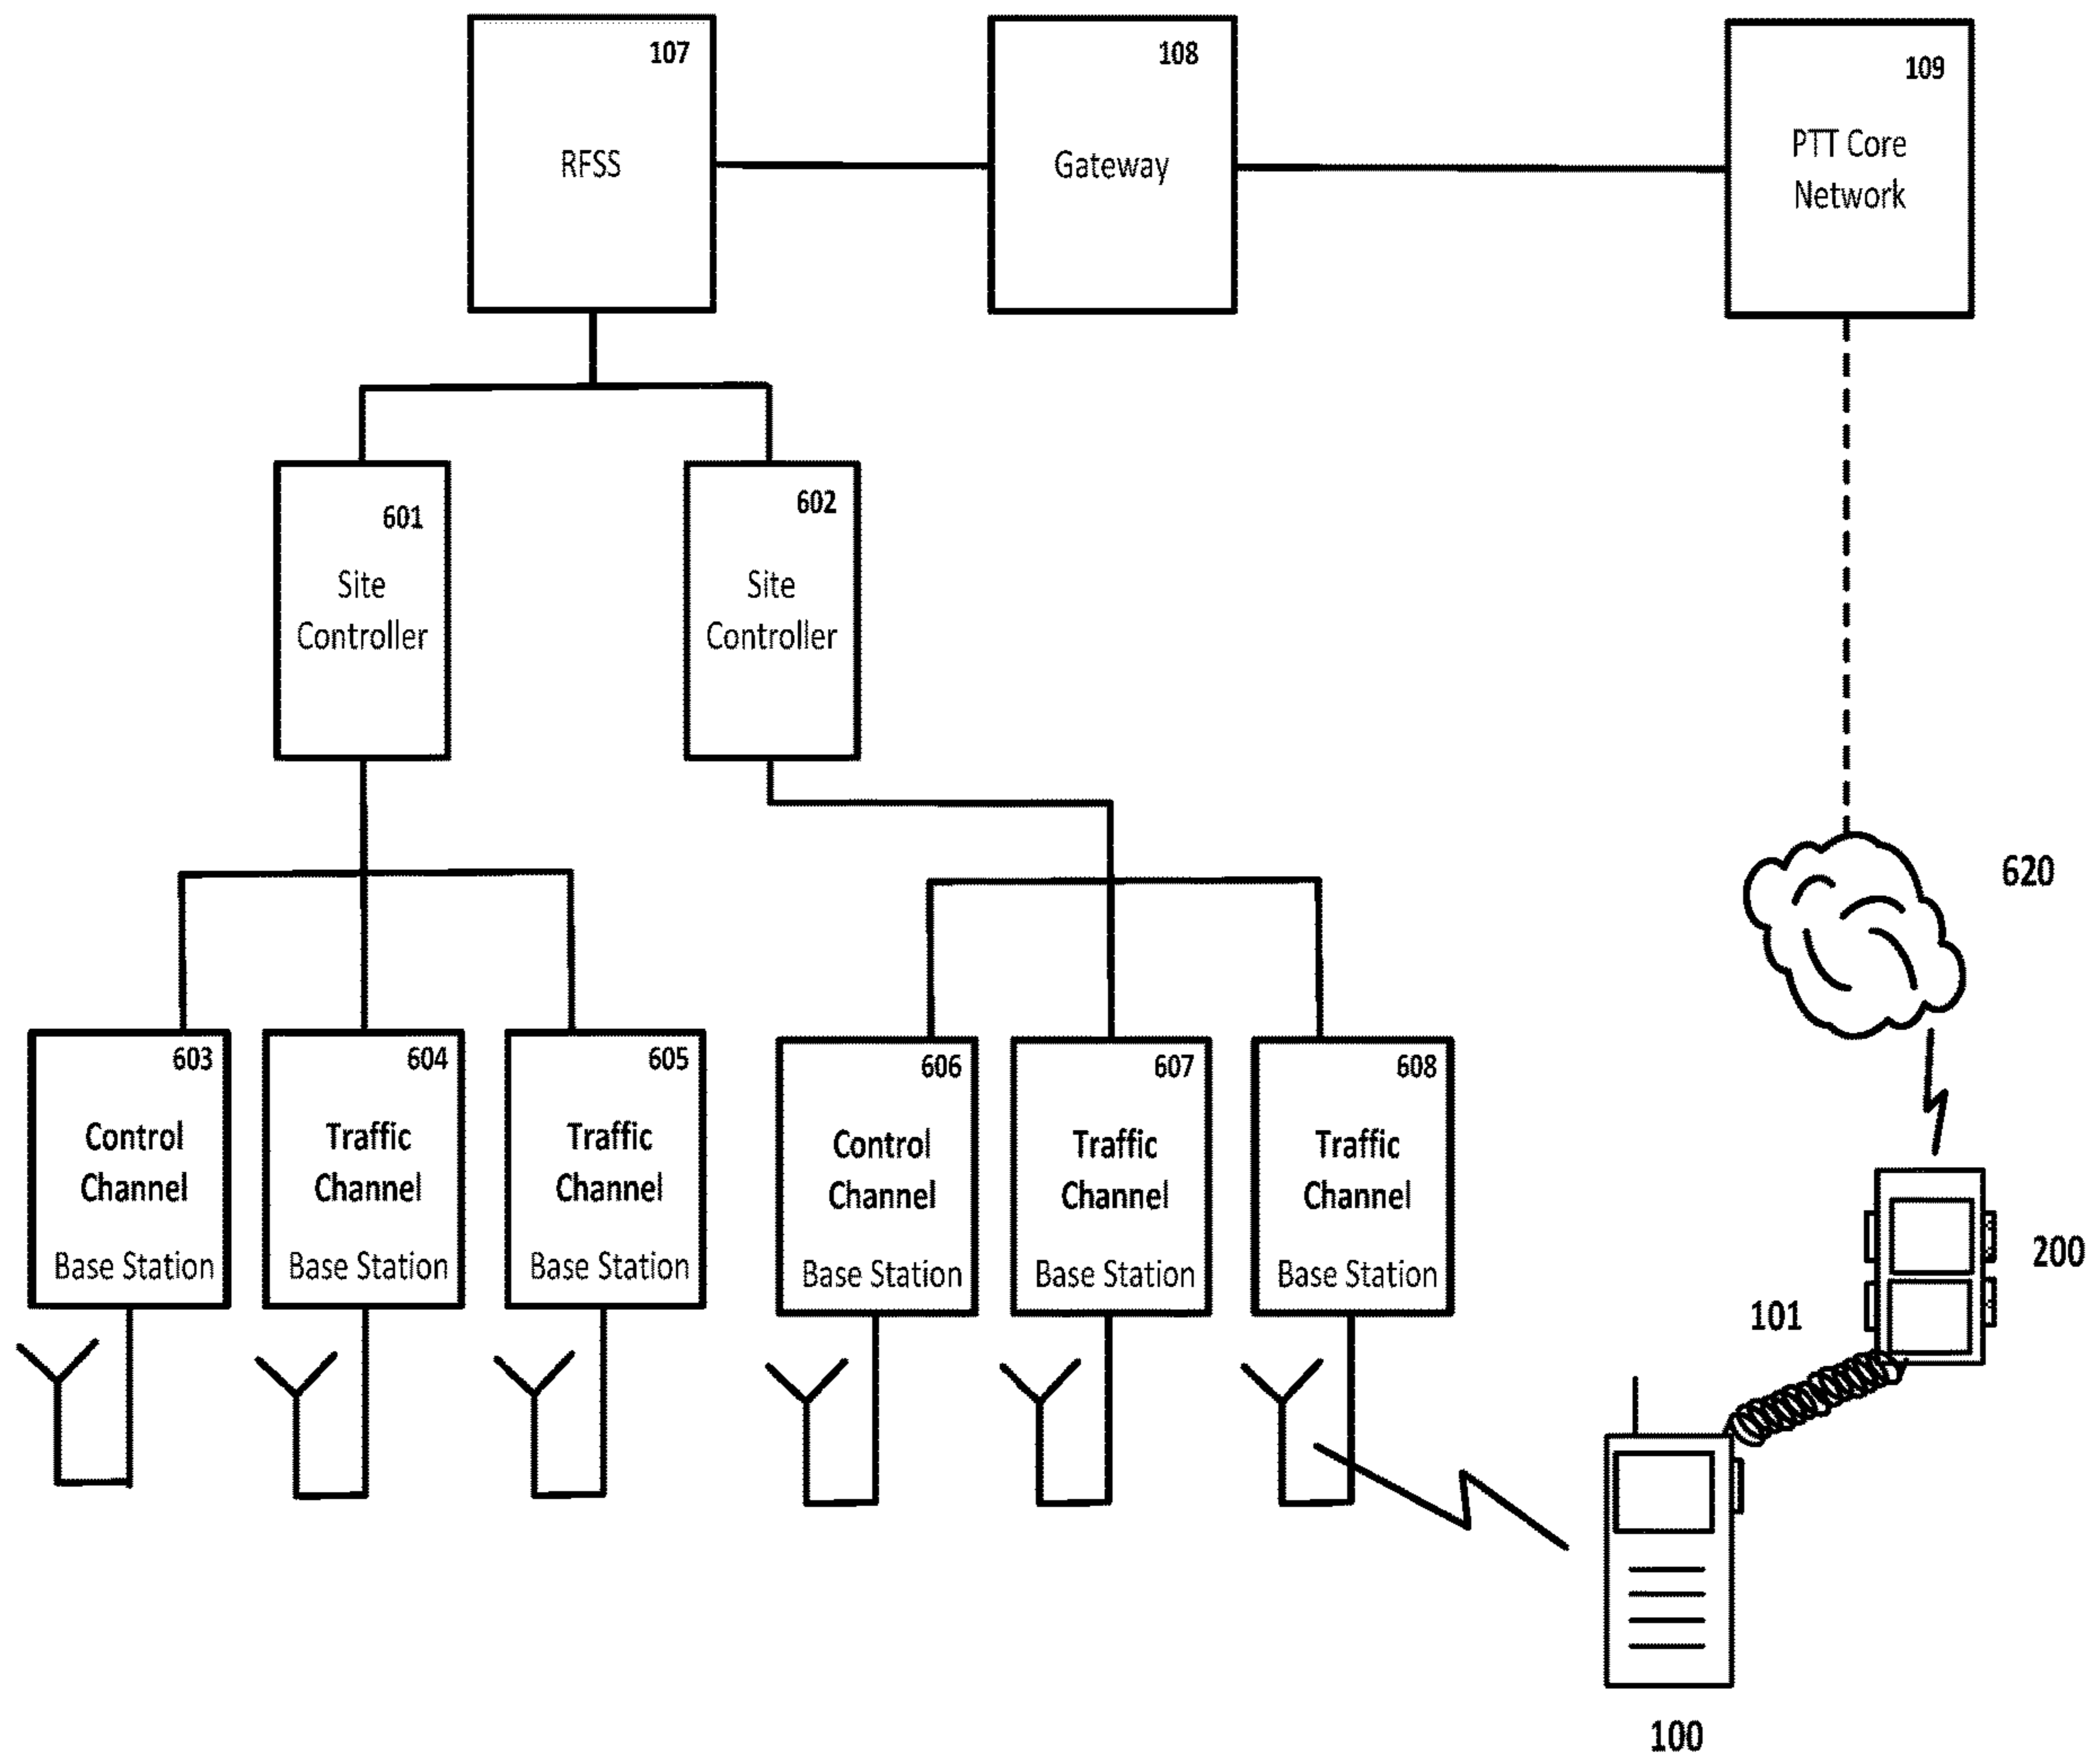 107
RFSS
108
Gateway
109
PTT Core
Network
601
Site
Controller
602
Site
Controller
620
603
Control
Channel
Base Station
604
Traffic
Channel
Base Station
605
Traffic
Channel
Base Station
606
Control
Channel
Base Station
607
Traffic
Channel
Base Station
608
Traffic
Channel
Base Station
200
101
100